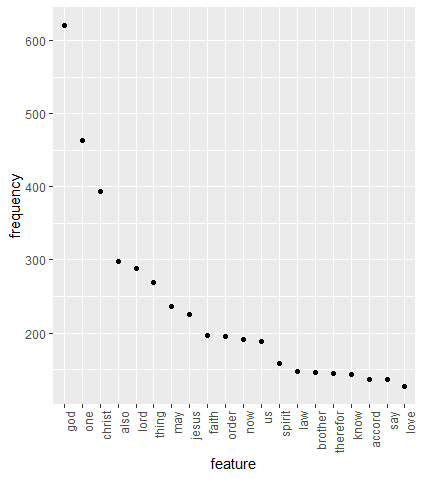 600
500
400
300
200
frequency
god
one
christ
also
lord
thing
may
jesus
faith
order
now
us
spirit
law
brother
therefor
know
accord
say
love
feature